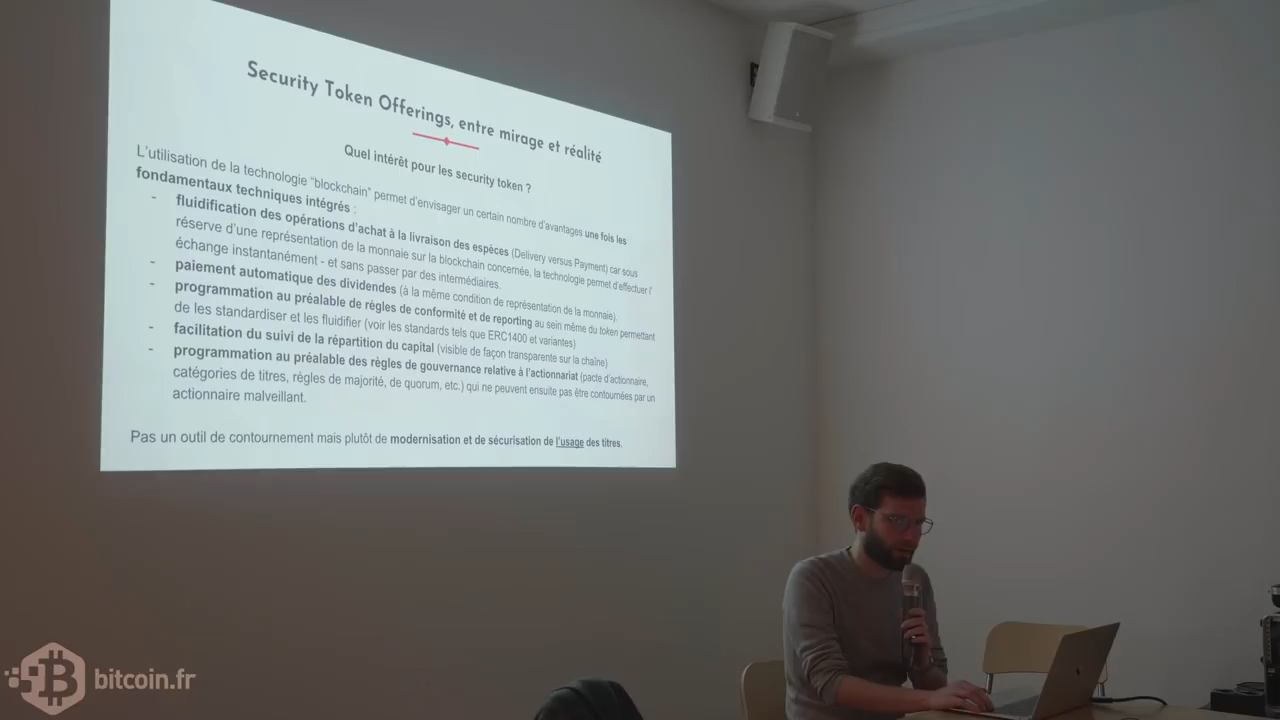 Security Token Offerings, entre mirage et réalité
Quel intérêt pour les security token ?
L'utilisation de la technologie “blockchain” permet d'envisager un certain nombre d'avantages une fois les
fondamentaux techniques intégrés :
- fluidification des opérations d'achat à la livraison des espèces (Delivery versus Payment) car sous
réserve d'une représentation de la monnaie sur la blockchain concernée, la technologie permet d'effectuer l'
échange instantanément - et sans passer par des intermédiaires.
- paiement automatique des dividendes (à la même condition de représentation de la monnaie).
- programmation au préalable de règles de conformité et de reporting au sein même du token permettant
de les standardiser et les fluidifier (voir les standards tels que ERC1400 et variantes)
- facilitation du suivi de la répartition du capital (visible de façon transparente sur la chaîne)
- programmation au préalable des règles de gouvernance relative à l'actionnariat (pacte d'actionnaire,
catégories de titres, règles de majorité, de quorum, etc.) qui ne peuvent ensuite pas être contournées par un
actionnaire malveillant.
Pas un outil de contournement mais plutôt de modernisation et de sécurisation de l'usage des titres.
bitcoin.fr